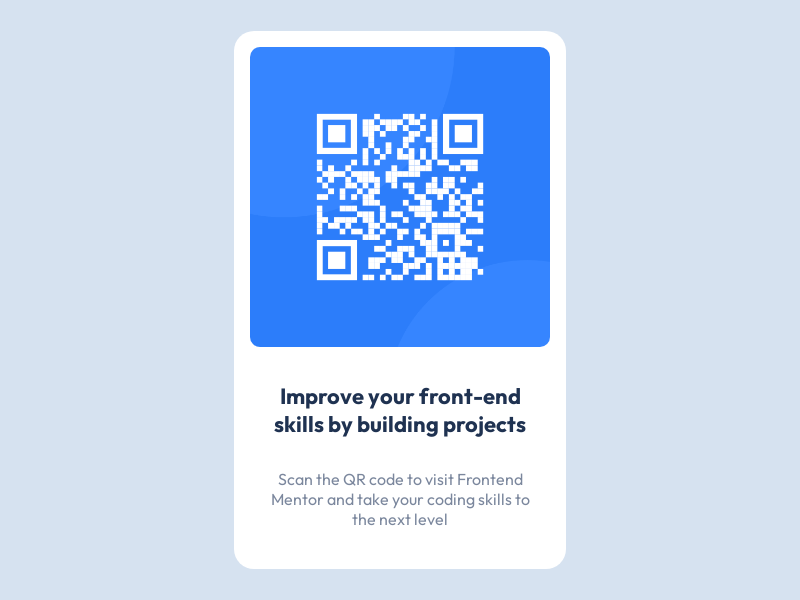 Improve your front-end
skills by building projects
Scan the QR code to visit Frontend
Mentor and take your coding skills to
the next level